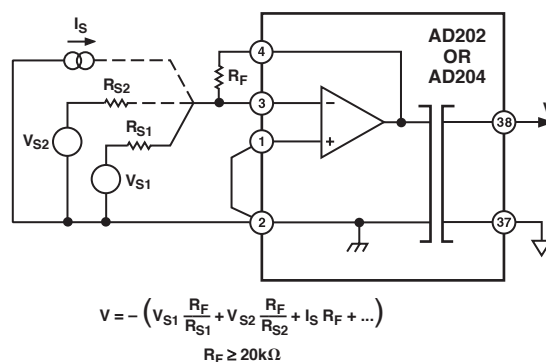 I_S
4
AD202
OR
AD204
R_F
R_S2
3
38
V
R_S1
1
V_S2
V_S1
2
37
V = – (V_S1 R_F/R_S1 + V_S2 R_F/R_S2 + I_S R_F + ...)
R_F ≥ 20kΩ